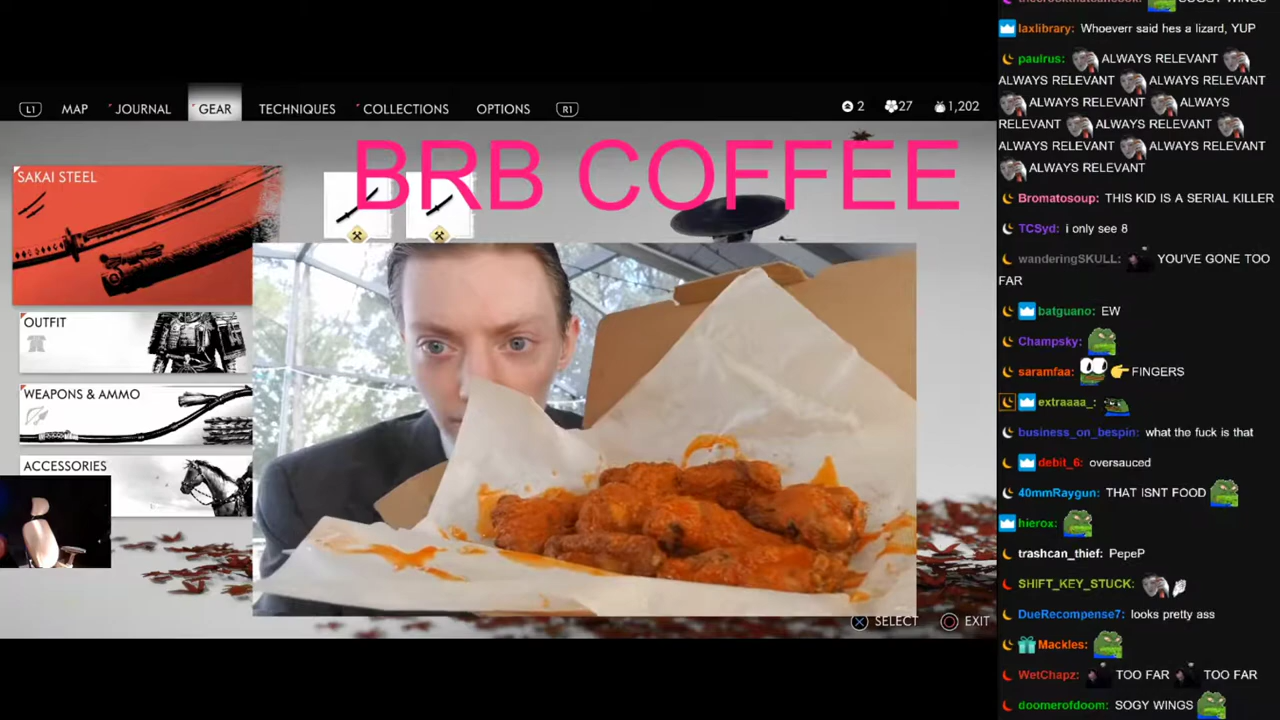 L1 MAP JOURNAL GEAR TECHNIQUES COLLECTIONS OPTIONS R1 2 27 1,202
BRB COFFEE
SAKAI STEEL
OUTFIT
WEAPONS & AMMO
ACCESSORIES
SELECT EXIT
laxlibrary: Whoeverr said hes a lizard, YUP
paulrus: ALWAYS RELEVANT
ALWAYS RELEVANT ALWAYS RELEVANT
ALWAYS RELEVANT ALWAYS
RELEVANT ALWAYS RELEVANT
ALWAYS RELEVANT ALWAYS RELEVANT
ALWAYS RELEVANT
Bromatosoup: THIS KID IS A SERIAL KILLER
TCSyd: i only see 8
wanderingSKULL: YOU'VE GONE TOO
FAR
batguano: EW
Champsky:
saramfaa: FINGERS
extraaaa_:
business_on_bespin: what the fuck is that
debit_6: oversauced
40mmRaygun: THAT ISNT FOOD
hierox:
trashcan_thief: PepeP
SHIFT_KEY_STUCK:
DueRecompense7: looks pretty ass
Mackles:
WetChapz: TOO FAR TOO FAR
doomerofdoom: SOGY WINGS